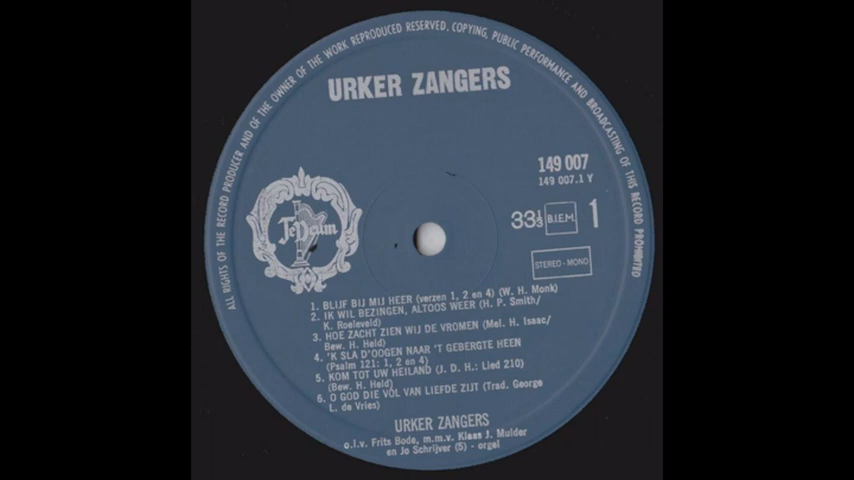 ALL RIGHTS OF THE RECORD PRODUCER AND OF THE OWNER OF THE WORK REPRODUCED RESERVED, COPYING, PUBLIC PERFORMANCE AND BROADCASTING OF THIS RECORD PROHIBITED
URKER ZANGERS
149 007
149 007.1 Y
Te Deum
33⅓ B.I.E.M. 1
STEREO - MONO
1. BLIJF BIJ MIJ HEER (verzen 1, 2 en 4) (W. H. Monk)
2. IK WIL BEZINGEN, ALTOOS WEER (H. P. Smith/
K. Roeleveld)
3. HOE ZACHT ZIEN WIJ DE VROMEN (Mel. H. Isaac/
Bew. H. Held)
4. 'K SLA D'OOGEN NAAR 'T GEBERGTE HEEN
(Psalm 121: 1, 2 en 4)
5. KOM TOT UW HEILAND (J. D. H.: Lied 210)
(Bew. H. Held)
6. O GOD DIE VOL VAN LIEFDE ZIJT (Trad. George
L. de Vries)
URKER ZANGERS
o.l.v. Frits Bode, m.m.v. Klaas J. Mulder
en Jo Schrijver (5) - orgel